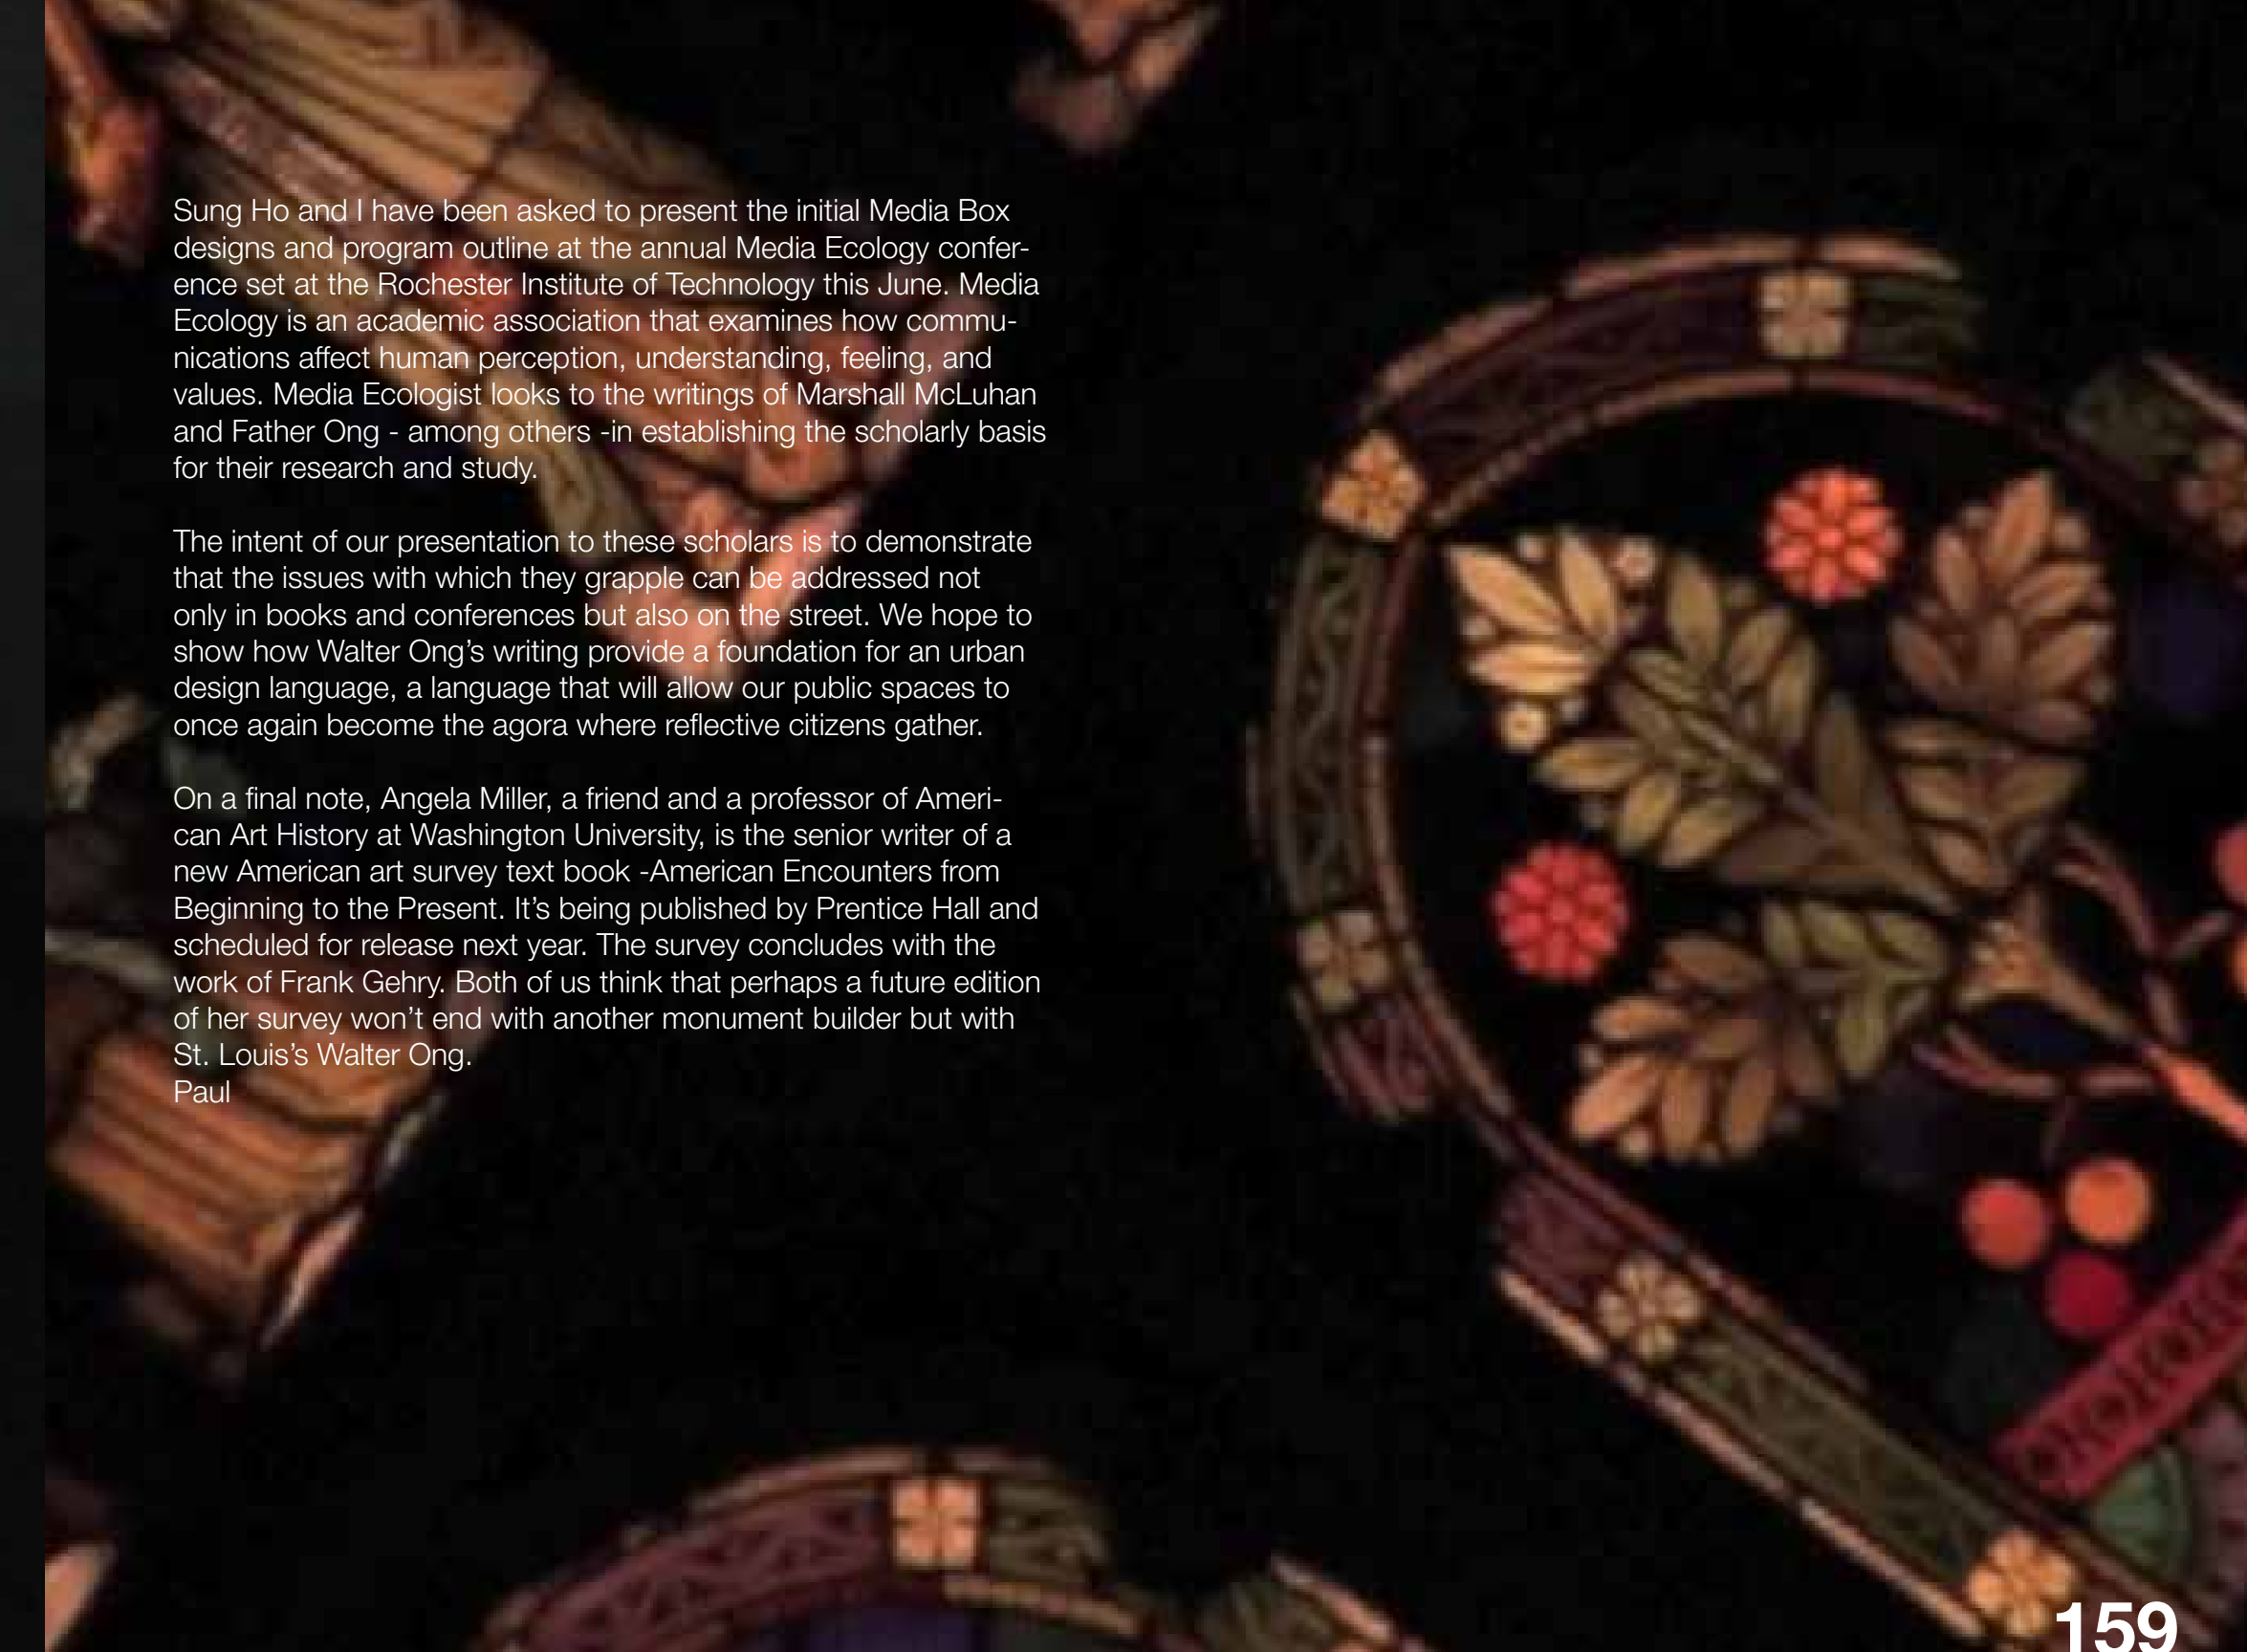 Sung Ho and I have been asked to present the initial Media Box
designs and program outline at the annual Media Ecology confer-
ence set at the Rochester Institute of Technology this June. Media
Ecology is an academic association that examines how commu-
nications affect human perception, understanding, feeling, and
values. Media Ecologist looks to the writings of Marshall McLuhan
and Father Ong - among others -in establishing the scholarly basis
for their research and study.
The intent of our presentation to these scholars is to demonstrate
that the issues with which they grapple can be addressed not
only in books and conferences but also on the street. We hope to
show how Walter Ong's writing provide a foundation for an urban
design language, a language that will allow our public spaces to
once again become the agora where reflective citizens gather.
On a final note, Angela Miller, a friend and a professor of Ameri-
can Art History at Washington University, is the senior writer of a
new American art survey text book -American Encounters from
Beginning to the Present. It's being published by Prentice Hall and
scheduled for release next year. The survey concludes with the
work of Frank Gehry. Both of us think that perhaps a future edition
of her survey won't end with another monument builder but with
St. Louis's Walter Ong.
Paul
159